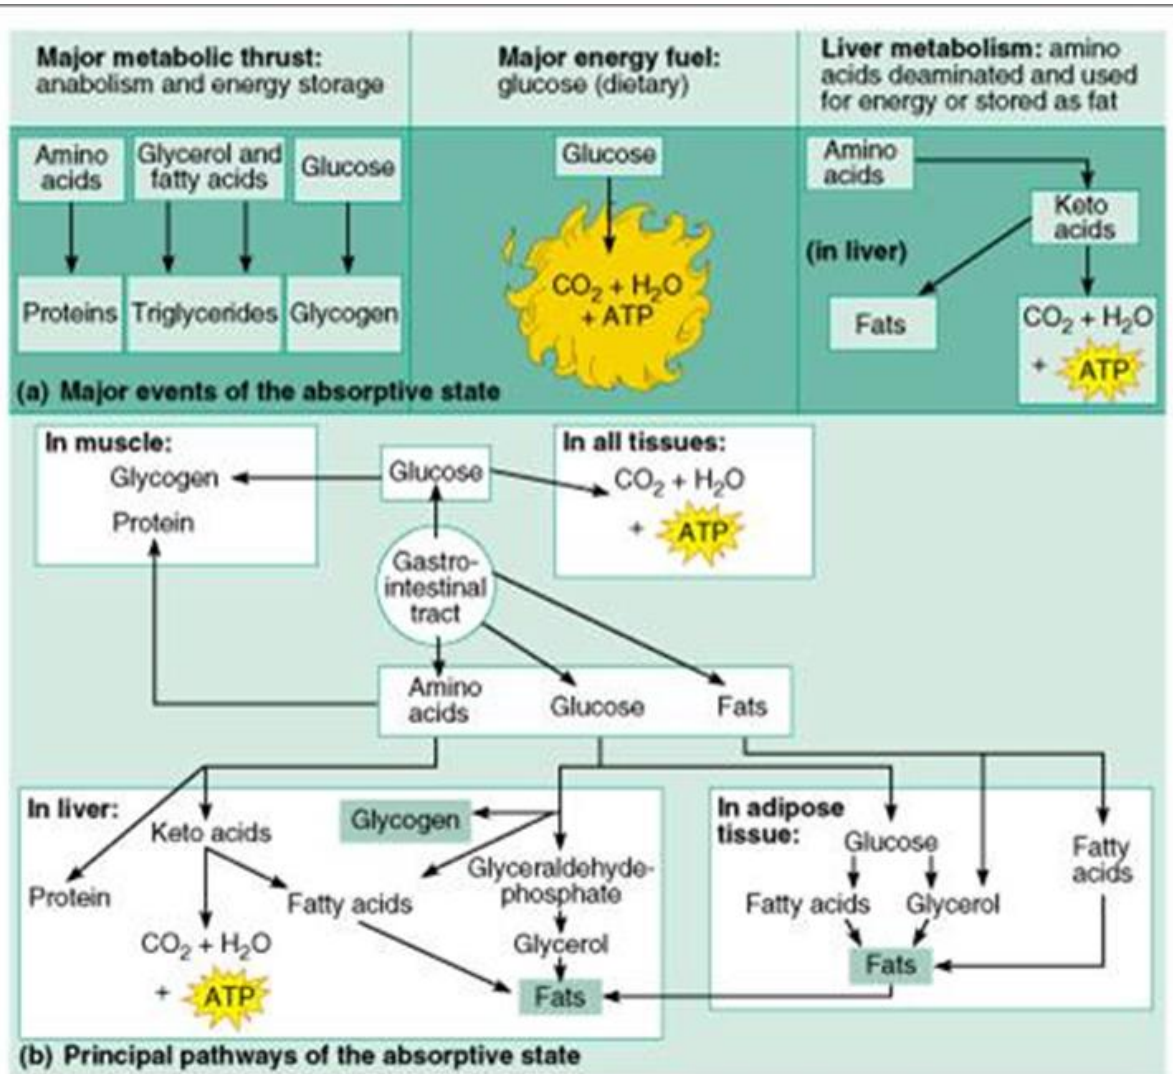 Major metabolic thrust:
anabolism and energy storage
Major energy fuel:
glucose (dietary)
Liver metabolism: amino
acids deaminated and used
for energy or stored as fat
Amino
acids
Glycerol and
fatty acids
Glucose
Proteins
Triglycerides
Glycogen
Glucose
CO₂ + H₂O
+ ATP
Amino
acids
Keto
acids
(in liver)
Fats
CO₂ + H₂O
+ ATP
(a) Major events of the absorptive state
In muscle:
Glycogen
Protein
Glucose
In all tissues:
CO₂ + H₂O
+ ATP
Gastro-
intestinal
tract
Amino
acids
Glucose
Fats
In liver:
Keto acids
Protein
CO₂ + H₂O
+ ATP
Glycogen
Fatty acids
Glyceraldehyde-
phosphate
Glycerol
Fats
In adipose
tissue:
Glucose
Fatty acids
Glycerol
Fatty
acids
Fats
(b) Principal pathways of the absorptive state